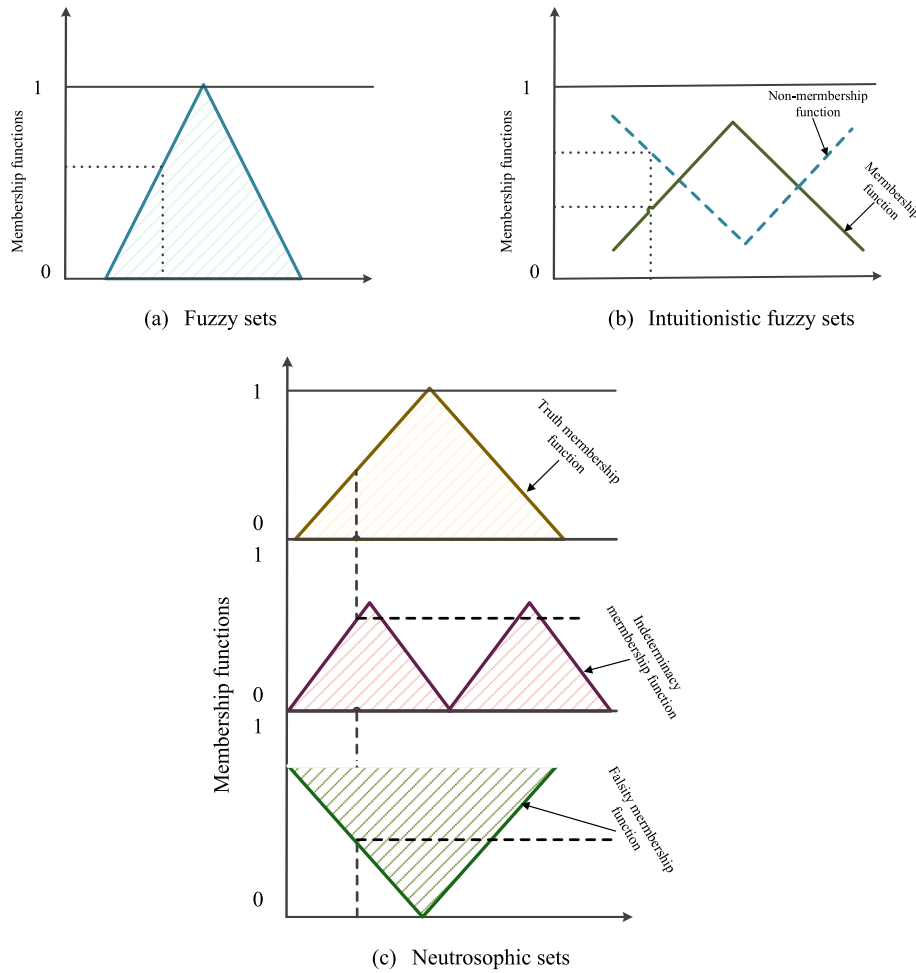 1
Membership functions
0
(a) Fuzzy sets
1
Membership functions
0
Non-mermbership
function
Mermbership
function
(b) Intuitionistic fuzzy sets
Membership functions
1
0
Truth mermbership
function
1
0
Indeterminacy
mermbership function
1
0
Falsity mermbership
function
(c) Neutrosophic sets